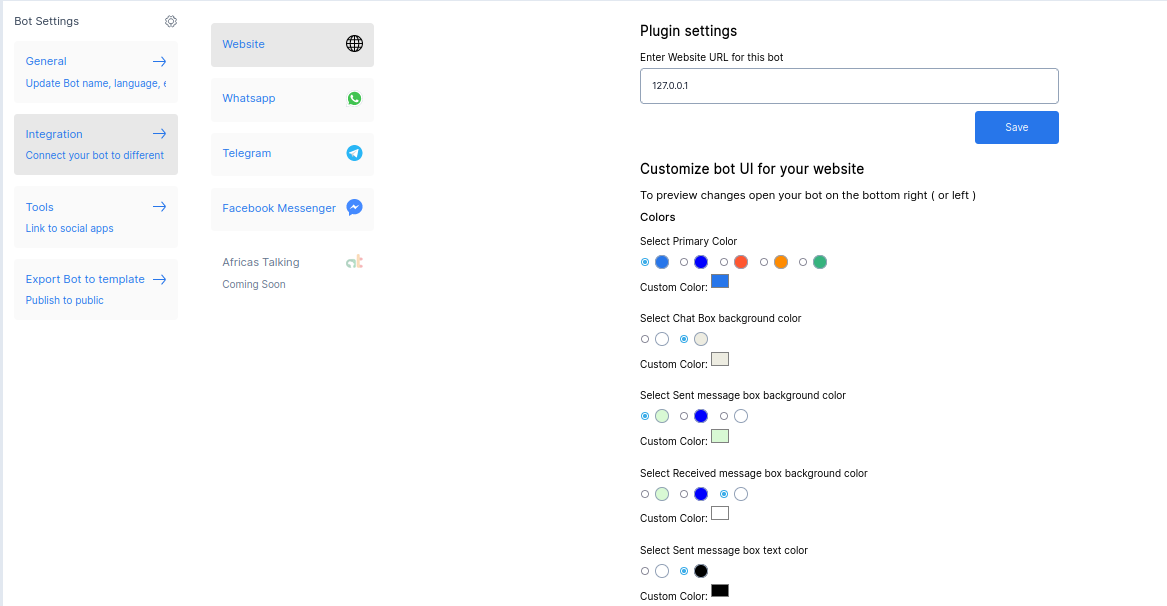 Bot Settings
General
Update Bot name, language, e
Integration
Connect your bot to different
Tools
Link to social apps
Export Bot to template
Publish to public
Website
Whatsapp
Telegram
Facebook Messenger
Africas Talking
Coming Soon
Plugin settings
Enter Website URL for this bot
127.0.0.1
Save
Customize bot UI for your website
To preview changes open your bot on the bottom right ( or left )
Colors
Select Primary Color
Custom Color:
Select Chat Box background color
Custom Color:
Select Sent message box background color
Custom Color:
Select Received message box background color
Custom Color:
Select Sent message box text color
Custom Color: